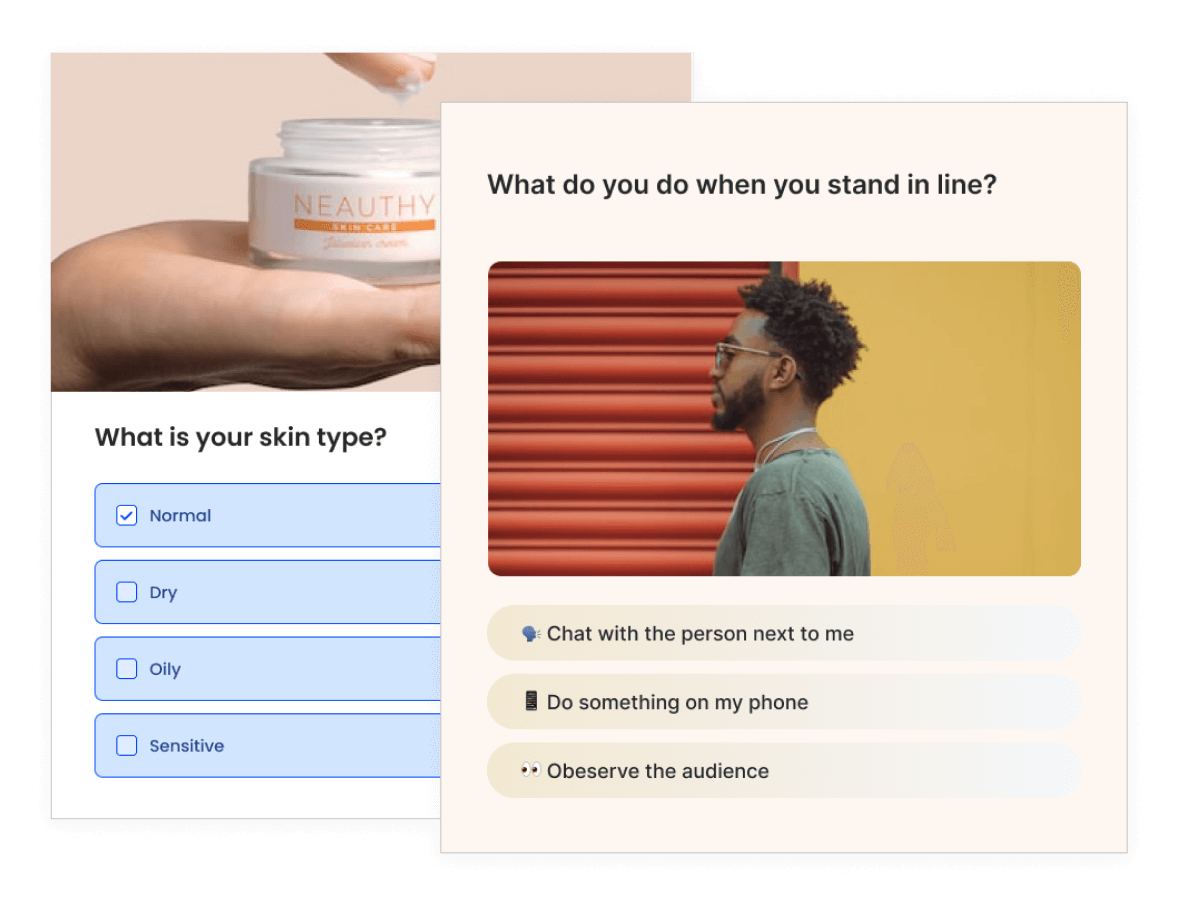 NEAUTHY
SKIN CARE
What is your skin type?
Normal
Dry
Oily
Sensitive
What do you do when you stand in line?
Chat with the person next to me
Do something on my phone
Obeserve the audience